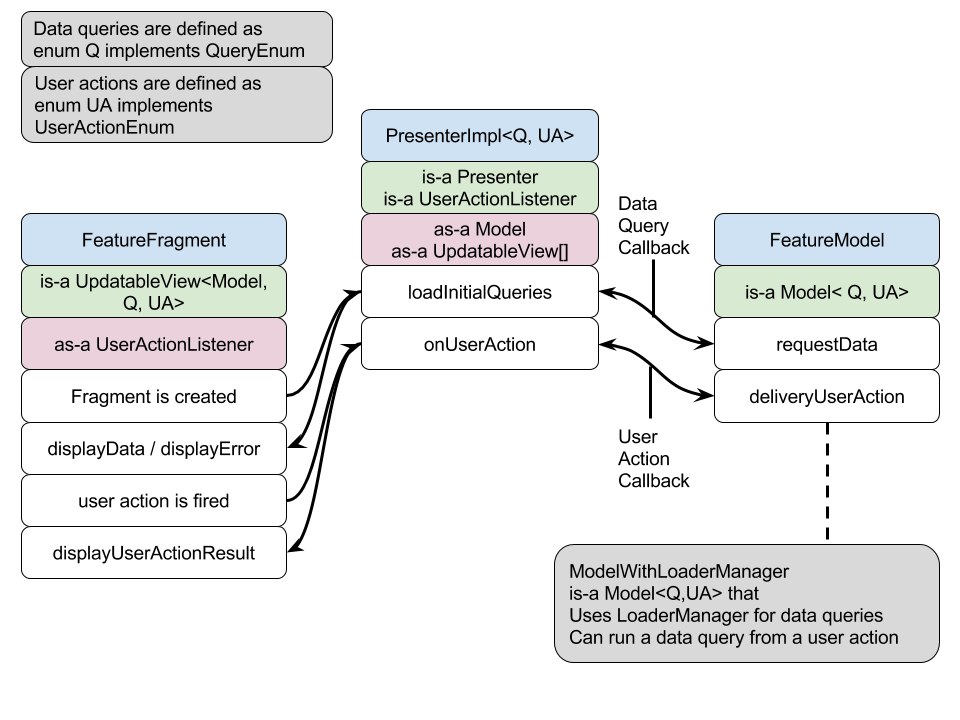 Data queries are defined as
enum Q implements QueryEnum
User actions are defined as
enum UA implements
UserActionEnum
PresenterImpl<Q, UA>
is-a Presenter
is-a UserActionListener
as-a Model
as-a UpdatableView[]
loadInitialQueries
onUserAction
FeatureFragment
is-a UpdatableView<Model,
Q, UA>
as-a UserActionListener
Fragment is created
displayData / displayError
user action is fired
displayUserActionResult
Data
Query
Callback
User
Action
Callback
FeatureModel
is-a Model< Q, UA>
requestData
deliveryUserAction
ModelWithLoaderManager
is-a Model<Q,UA> that
Uses LoaderManager for data queries
Can run a data query from a user action